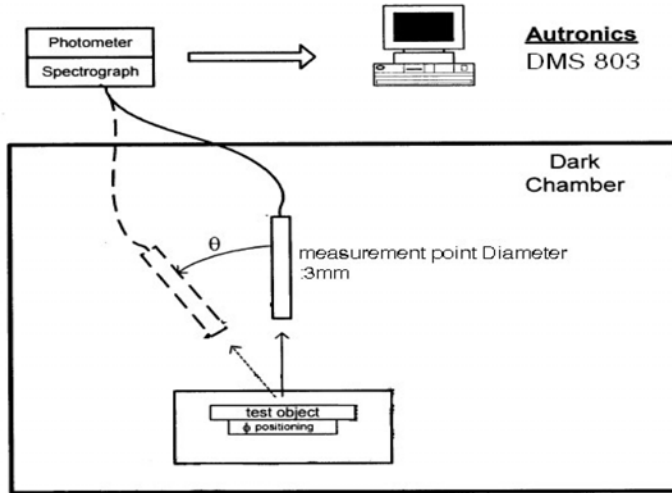 Photometer
Spectrograph
Autronics
DMS 803
Dark
Chamber
θ
measurement point Diameter
:3mm
test object
ϕ positioning